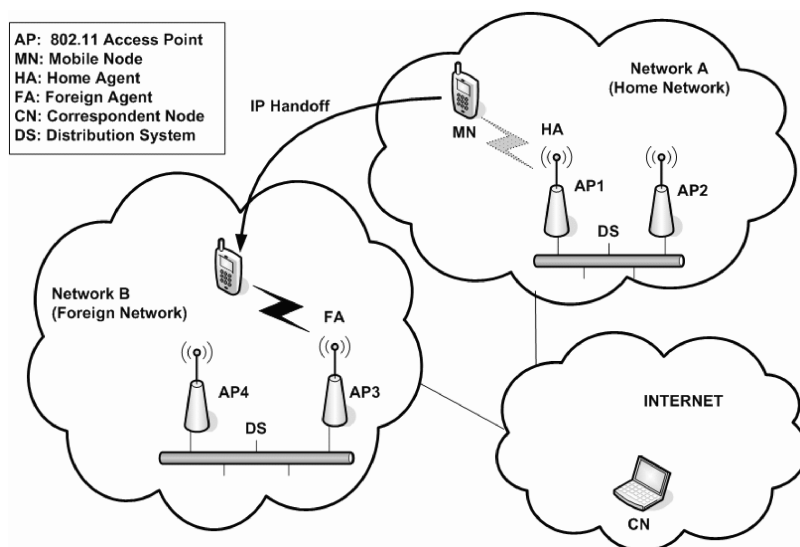 AP: 802.11 Access Point
MN: Mobile Node
HA: Home Agent
FA: Foreign Agent
CN: Correspondent Node
DS: Distribution System
IP Handoff
Network A
(Home Network)
MN
HA
AP1
AP2
DS
Network B
(Foreign Network)
FA
AP4
AP3
DS
INTERNET
CN